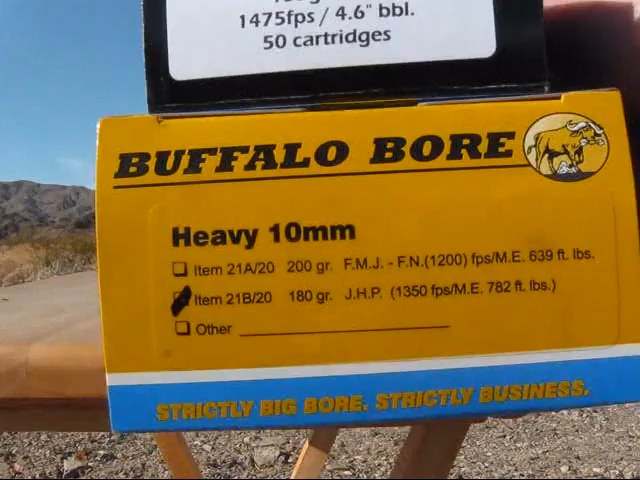 1475fps / 4.6" bbl.
50 cartridges
BUFFALO BORE
Heavy 10mm
Item 21A/20 200 gr. F.M.J. - F.N.(1200) fps/M.E. 639 ft. lbs.
Item 21B/20 180 gr. J.H.P. (1350 fps/M.E. 782 ft. lbs.)
Other
STRICTLY BIG BORE. STRICTLY BUSINESS.